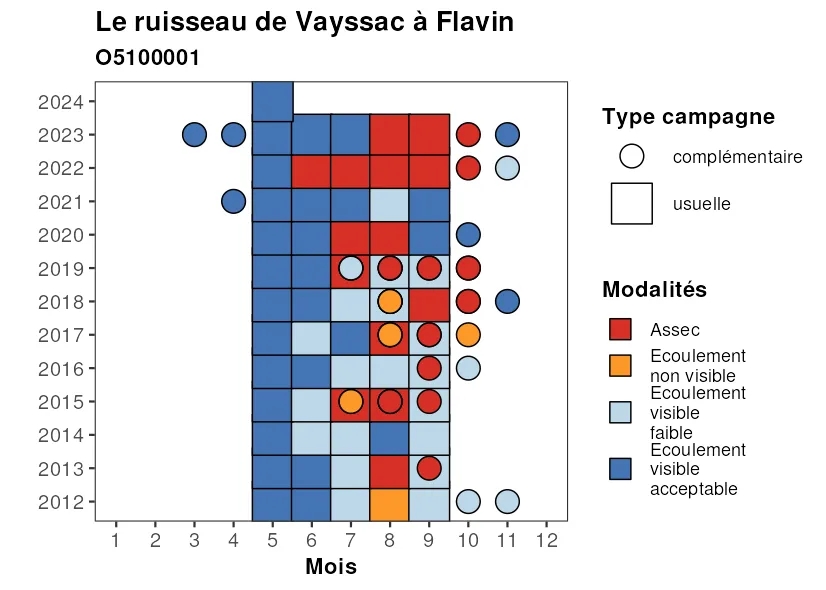 Le ruisseau de Vayssac à Flavin
O5100001
2024
2023
2022
2021
2020
2019
2018
2017
2016
2015
2014
2013
2012
1 2 3 4 5 6 7 8 9 10 11 12
Mois
Type campagne
complémentaire
usuelle
Modalités
Assec
Ecoulement
non visible
Ecoulement
visible
faible
Ecoulement
visible
acceptable